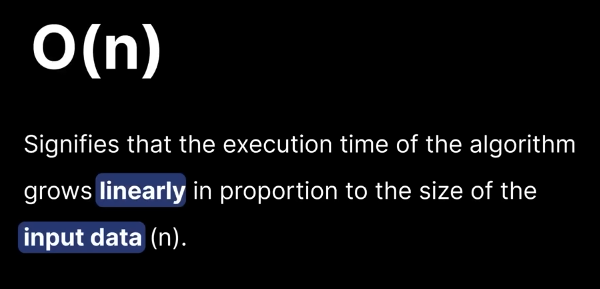 O(n)
Signifies that the execution time of the algorithm
grows linearly in proportion to the size of the
input data (n).